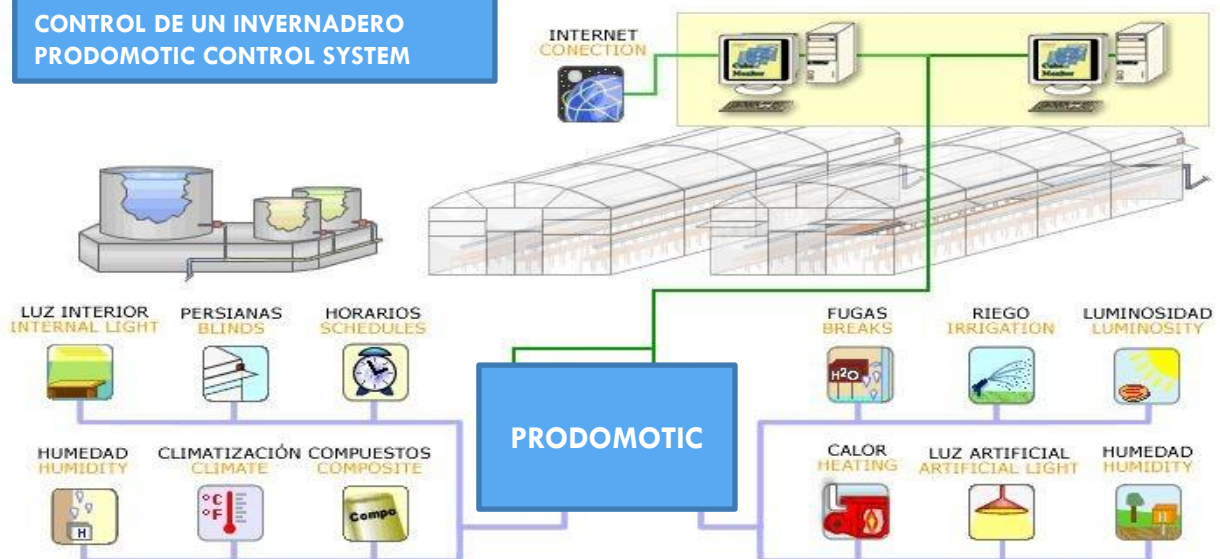 CONTROL DE UN INVERNADERO
PRODOMOTIC CONTROL SYSTEM
INTERNET
CONECTION
LUZ INTERIOR
INTERNAL LIGHT
PERSIANAS
BLINDS
HORARIOS
SCHEDULES
FUGAS
BREAKS
H2O
RIEGO
IRRIGATION
LUMINOSIDAD
LUMINOSITY
PRODOMOTIC
HUMEDAD
HUMIDITY
H
CLIMATIZACIÓN
CLIMATE
°C
°F
COMPUESTOS
COMPOSITE
Compo
CALOR
HEATING
LUZ ARTIFICIAL
ARTIFICIAL LIGHT
HUMEDAD
HUMIDITY